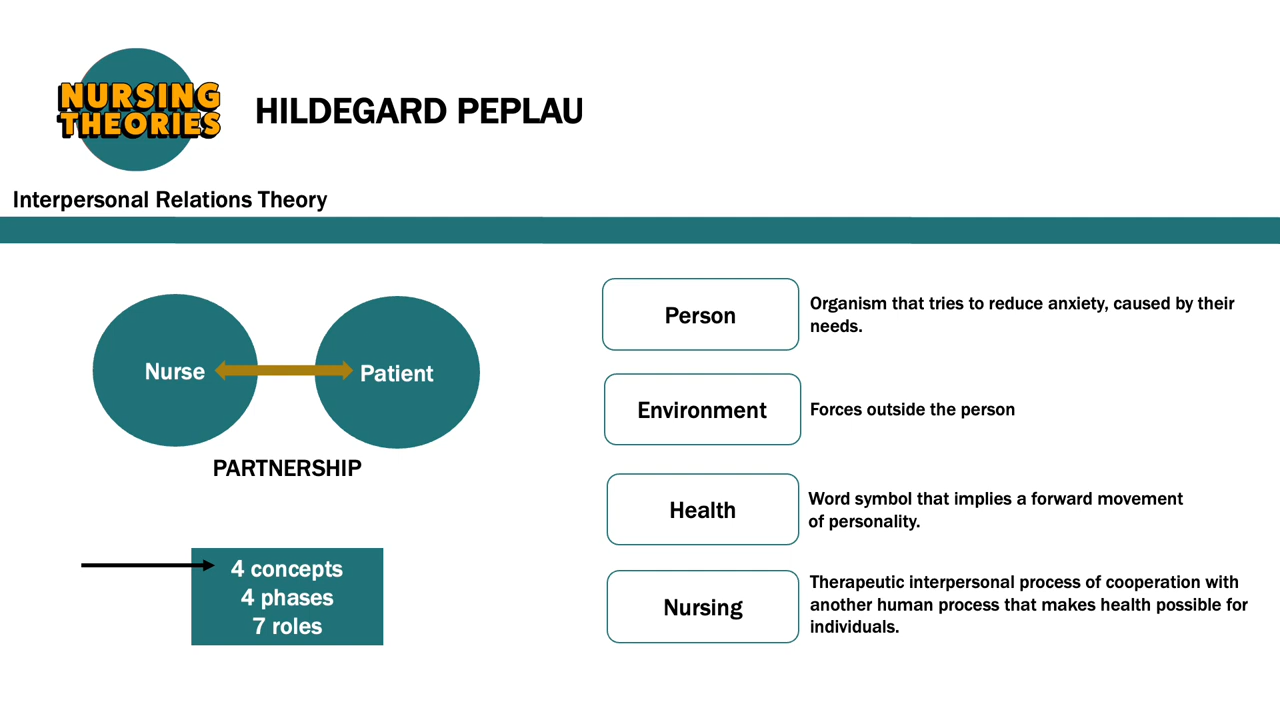 NURSING
THEORIES
HILDEGARD PEPLAU
Interpersonal Relations Theory
Nurse
Patient
PARTNERSHIP
4 concepts
4 phases
7 roles
Person
Organism that tries to reduce anxiety, caused by their
needs.
Environment
Forces outside the person
Health
Word symbol that implies a forward movement
of personality.
Nursing
Therapeutic interpersonal process of cooperation with
another human process that makes health possible for
individuals.